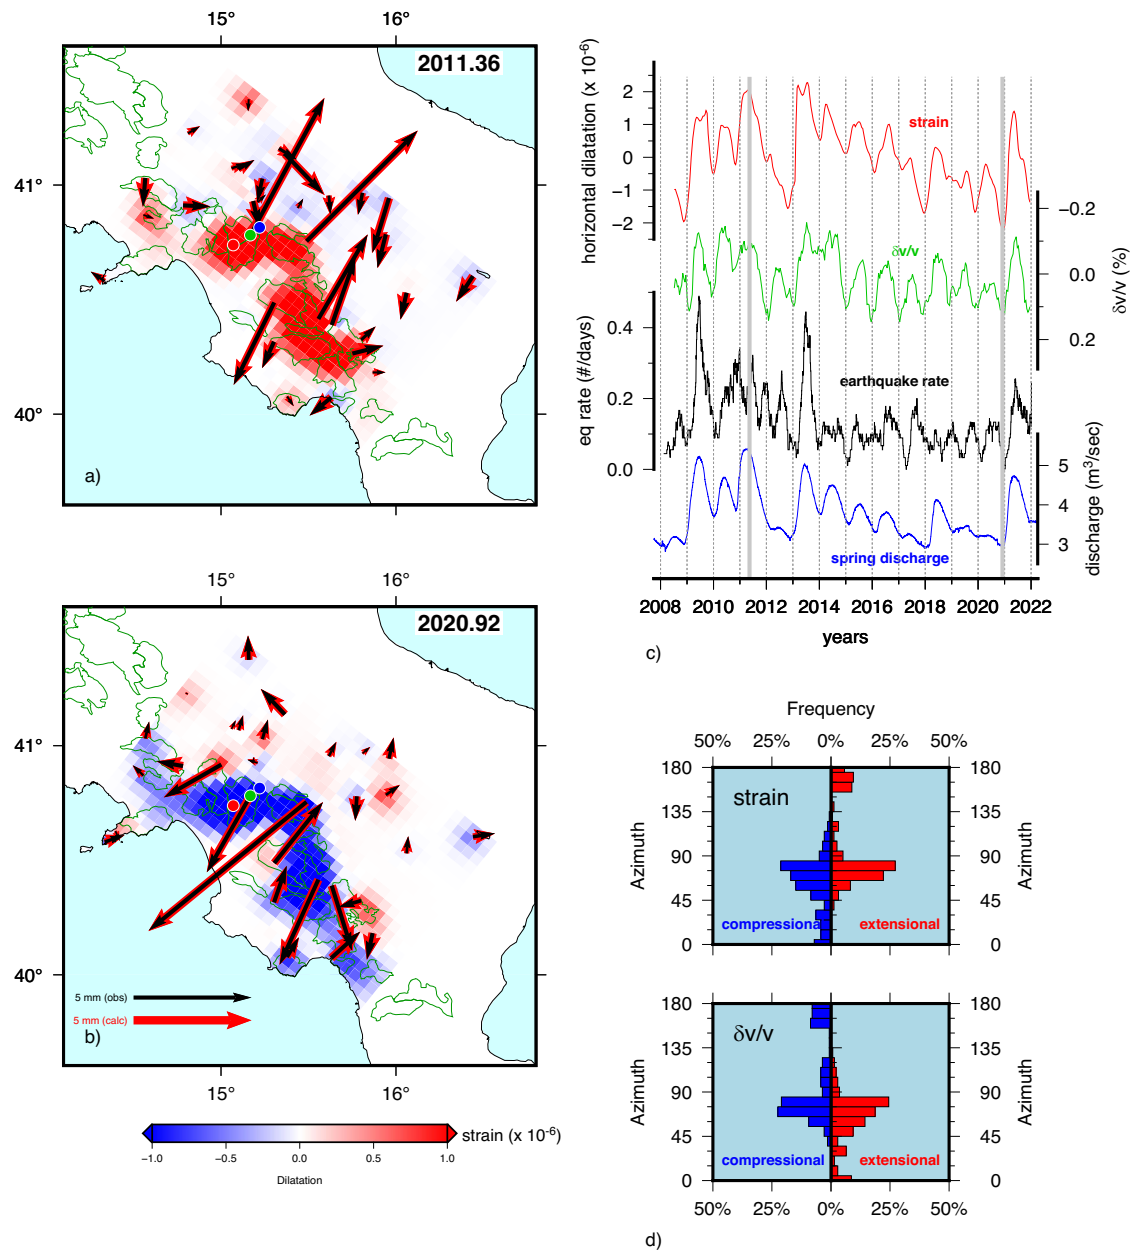 15° 16°
2011.36
41°
40°
a)
15° 16°
2020.92
41°
40°
5 mm (obs)
5 mm (calc)
b)
15° 16°
strain (x 10-6)
−1.0 −0.5 0.0 0.5 1.0
Dilatation
c)
horizontal dilatation (x 10-6)
2
1
0
−1
−2
strain
−0.2
0.0
0.2
δv/v (%)
δv/v
eq rate (#/days)
0.4
0.2
0.0
earthquake rate
5
4
3
discharge (m3/sec)
spring discharge
2008 2010 2012 2014 2016 2018 2020 2022
years
c)
Frequency
50% 25% 0% 25% 50%
180 180
135 135
90 90
45 45
0 0
Azimuth
Azimuth
strain
compressional extensional
180 180
135 135
90 90
45 45
0 0
Azimuth
Azimuth
δv/v
compressional extensional
50% 25% 0% 25% 50%
d)